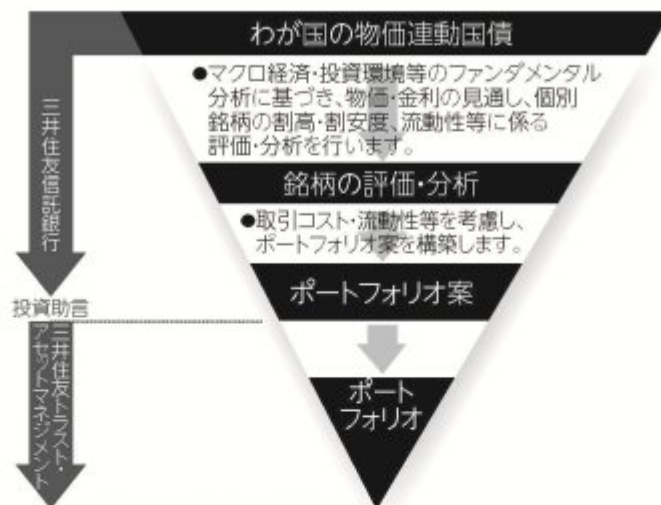 わが国の物価連動国債
●マクロ経済・投資環境等のファンダメンタル
分析に基づき、物価・金利の見通し、個別
銘柄の割高・割安度、流動性等に係る
評価・分析を行います。
銘柄の評価・分析
●取引コスト・流動性等を考慮し、
ポートフォリオ案を構築します。
ポートフォリオ案
ポート
フォリオ
三井住友信託銀行
投資助言
三井住友トラスト・
アセットマネジメント